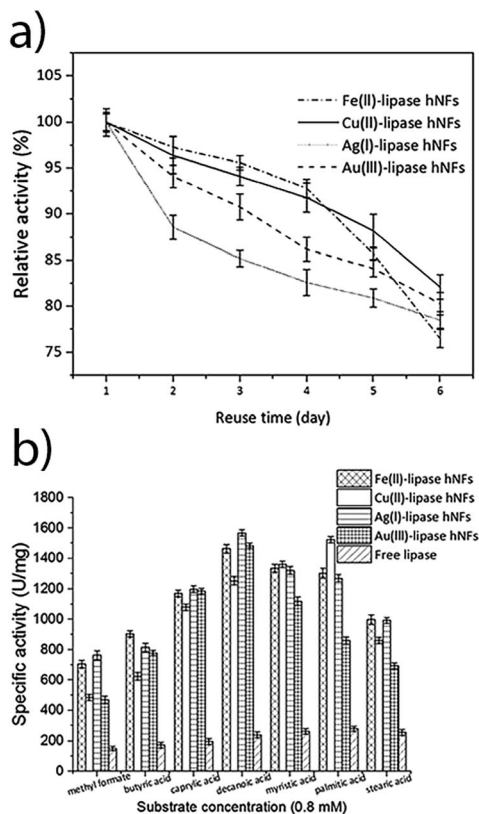 a)
105
100
95
90
85
80
75
Relative activity (%)
Fe(II)-lipase hNFs
Cu(II)-lipase hNFs
Ag(I)-lipase hNFs
Au(III)-lipase hNFs
1 2 3 4 5 6
Reuse time (day)
b)
Fe(II)-lipase hNFs
Cu(II)-lipase hNFs
Ag(I)-lipase hNFs
Au(III)-lipase hNFs
Free lipase
1800
1600
1400
1200
1000
800
600
400
200
0
Specific activity (U/mg)
methyl formate butyric acid caprylic acid decanoic acid myristic acid palmitic acid stearic acid
Substrate concentration (0.8 mM)